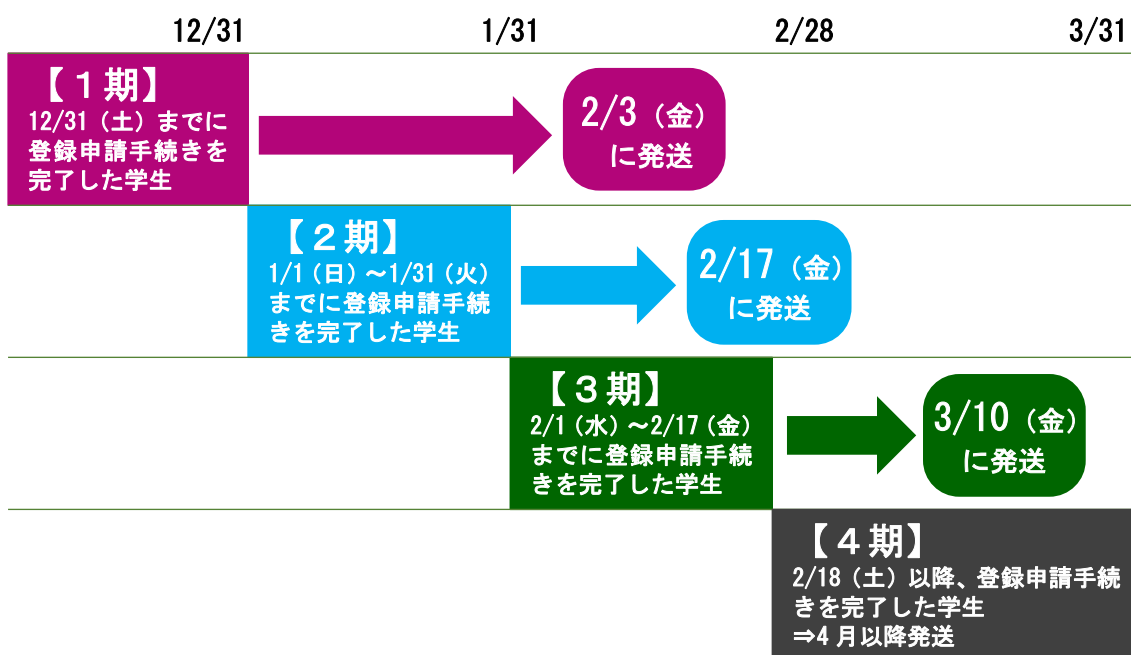 12/31 1/31 2/28 3/31
【１期】
12/31（土）までに
登録申請手続きを
完了した学生
2/3（金）
に発送
【２期】
1/1（日）～1/31（火）
までに登録申請手続
きを完了した学生
2/17（金）
に発送
【３期】
2/1（水）～2/17（金）
までに登録申請手続
きを完了した学生
3/10（金）
に発送
【４期】
2/18（土）以降、登録申請手続
きを完了した学生
⇒4月以降発送